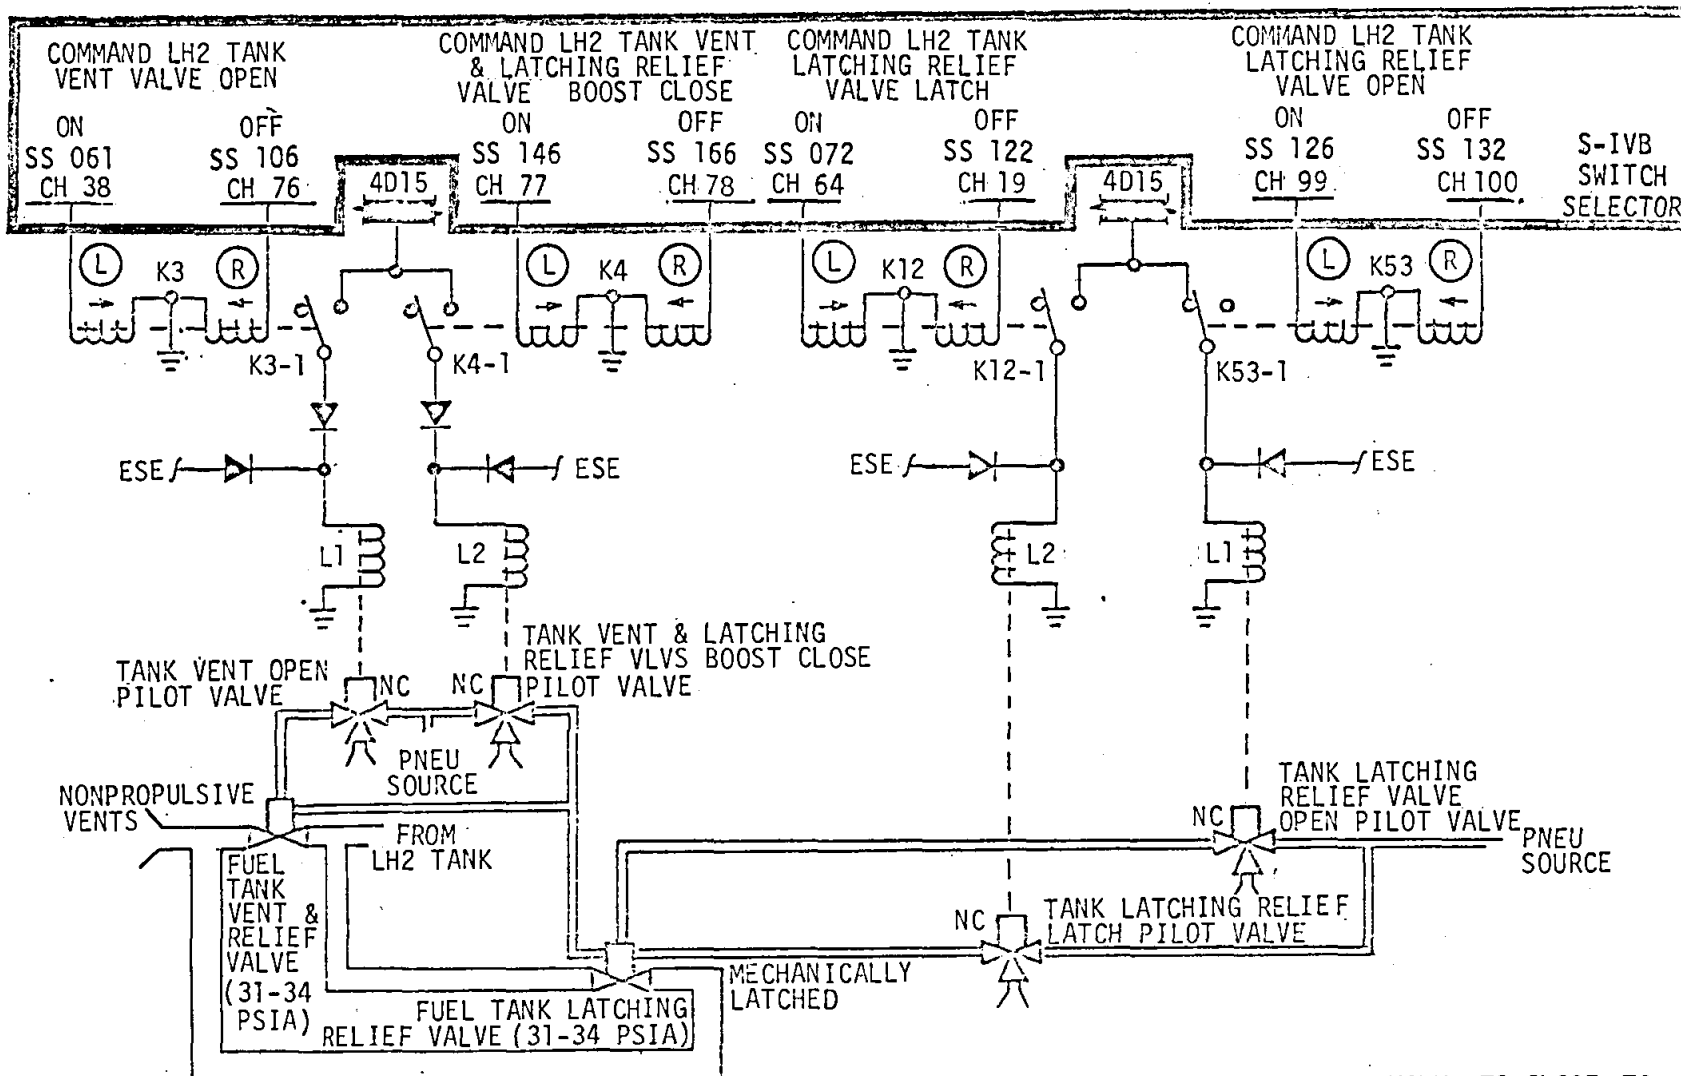 COMMAND LH2 TANK
VENT VALVE OPEN
COMMAND LH2 TANK VENT
& LATCHING RELIEF
VALVE BOOST CLOSE
COMMAND LH2 TANK
LATCHING RELIEF
VALVE LATCH
COMMAND LH2 TANK
LATCHING RELIEF
VALVE OPEN
ON
SS 061
CH 38
OFF
SS 106
CH 76
4D15
ON
SS 146
CH 77
OFF
SS 166
CH 78
ON
SS 072
CH 64
OFF
SS 122
CH 19
4D15
ON
SS 126
CH 99
OFF
SS 132
CH 100
S-IVB
SWITCH
SELECTOR
L
K3
R
L
K4
R
L
K12
R
L
K53
R
K3-1
K4-1
K12-1
K53-1
ESE
ESE
ESE
ESE
L1
L2
L2
L1
TANK VENT OPEN
PILOT VALVE
NC
NC
TANK VENT & LATCHING
RELIEF VLVS BOOST CLOSE
PILOT VALVE
PNEU
SOURCE
NONPROPULSIVE
VENTS
FROM
LH2 TANK
FUEL
TANK
VENT &
RELIEF
VALVE
(31-34
PSIA)
NC
TANK LATCHING
RELIEF VALVE
OPEN PILOT VALVE
PNEU
SOURCE
NC
TANK LATCHING RELIEF
LATCH PILOT VALVE
MECHANICALLY
LATCHED
FUEL TANK LATCHING
RELIEF VALVE (31-34 PSIA)